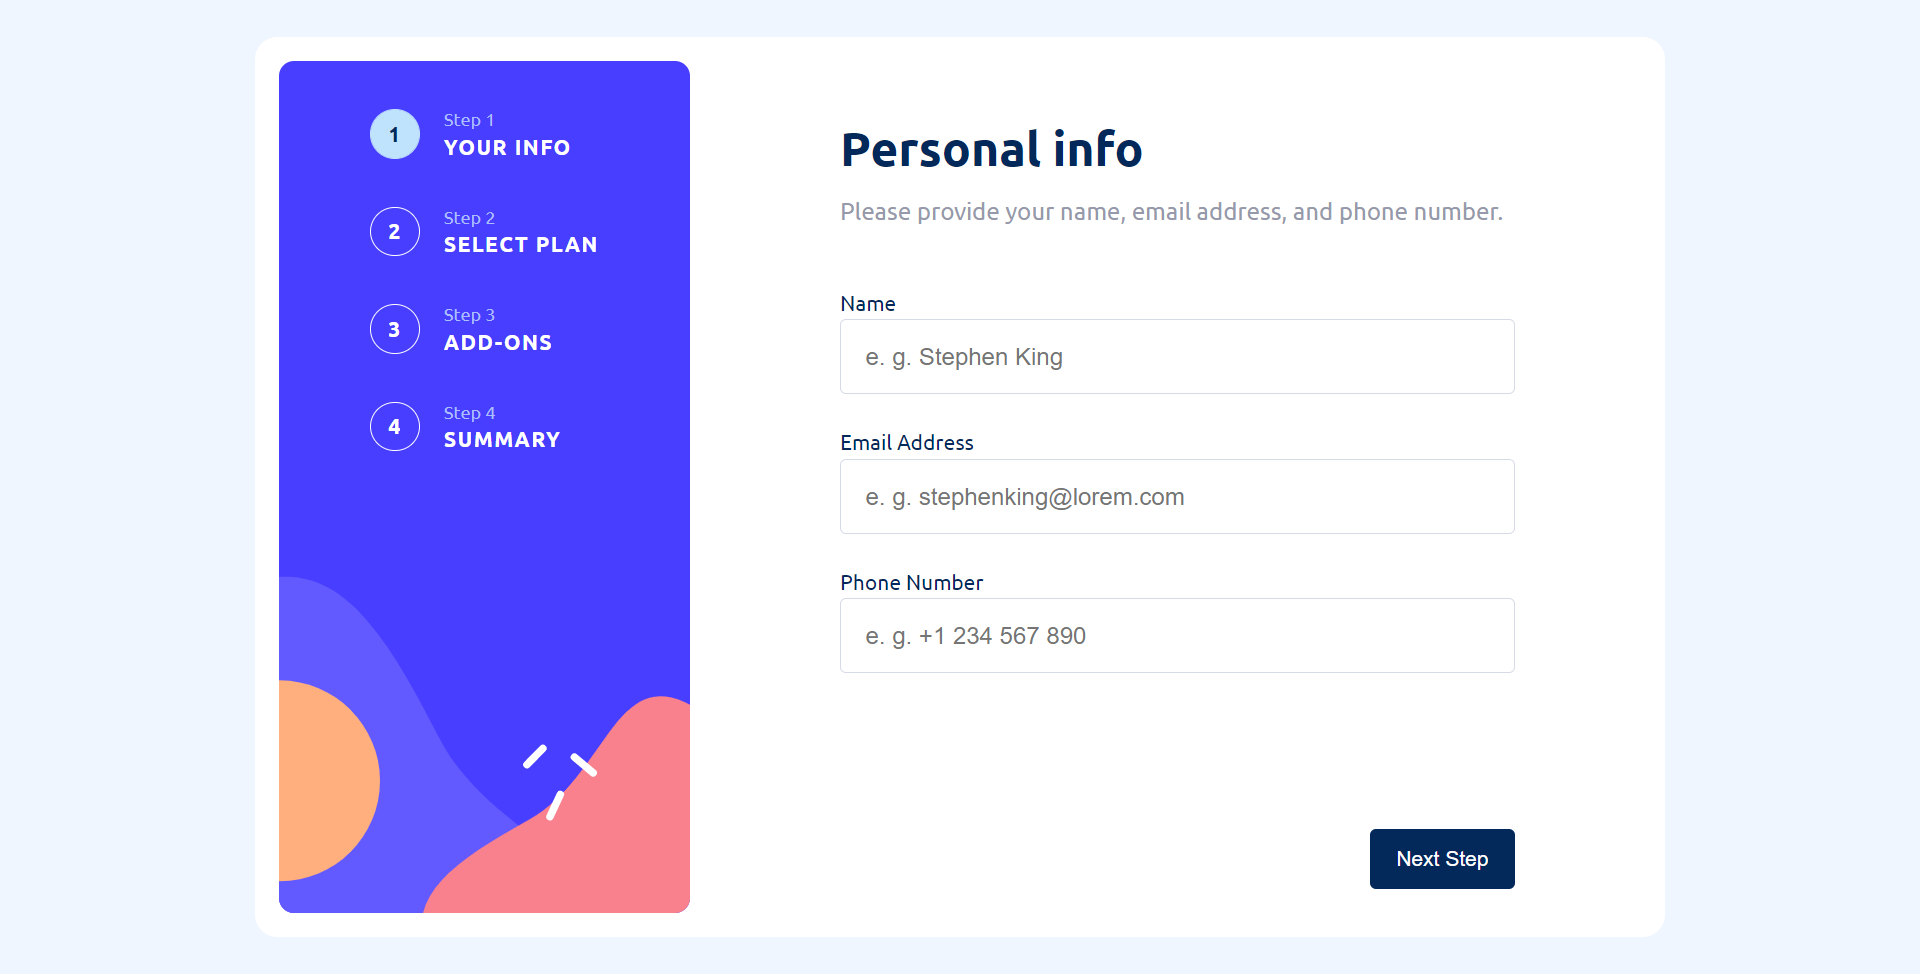 1
Step 1
YOUR INFO
2
Step 2
SELECT PLAN
3
Step 3
ADD-ONS
4
Step 4
SUMMARY
Personal info
Please provide your name, email address, and phone number.
Name
e. g. Stephen King
Email Address
e. g. stephenking@lorem.com
Phone Number
e. g. +1 234 567 890
Next Step